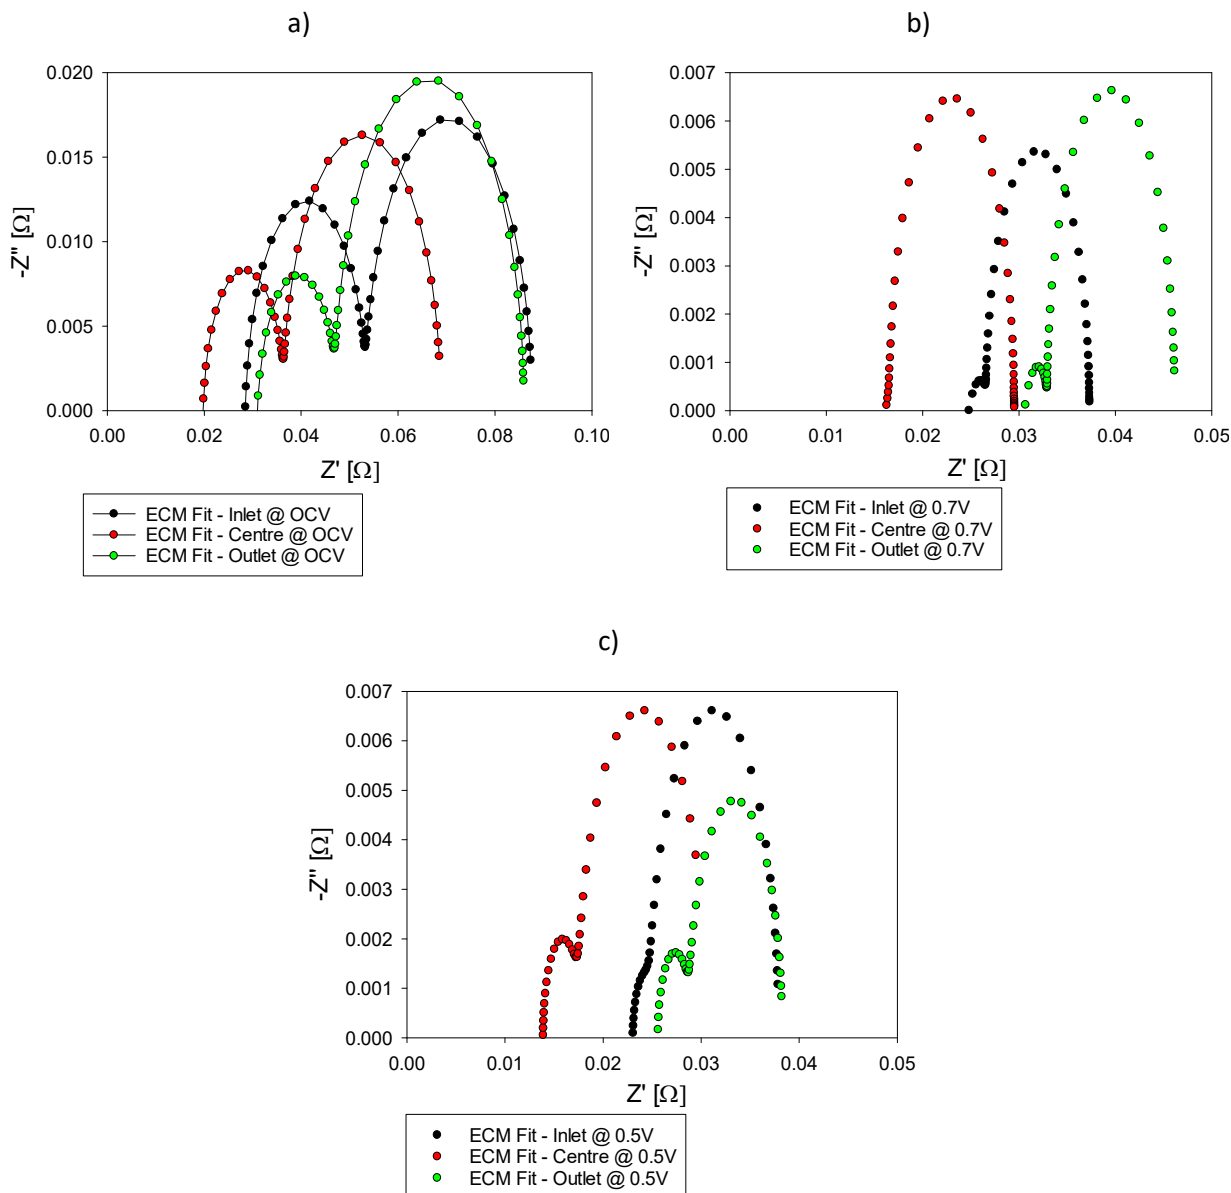 a)
0.020
0.015
0.010
0.005
0.000
-Z" [Ω]
0.00 0.02 0.04 0.06 0.08 0.10
Z' [Ω]
ECM Fit - Inlet @ OCV
ECM Fit - Centre @ OCV
ECM Fit - Outlet @ OCV
b)
0.007
0.006
0.005
0.004
0.003
0.002
0.001
0.000
-Z" [Ω]
0.00 0.01 0.02 0.03 0.04 0.05
Z' [Ω]
ECM Fit - Inlet @ 0.7V
ECM Fit - Centre @ 0.7V
ECM Fit - Outlet @ 0.7V
c)
0.007
0.006
0.005
0.004
0.003
0.002
0.001
0.000
-Z" [Ω]
0.00 0.01 0.02 0.03 0.04 0.05
Z' [Ω]
ECM Fit - Inlet @ 0.5V
ECM Fit - Centre @ 0.5V
ECM Fit - Outlet @ 0.5V